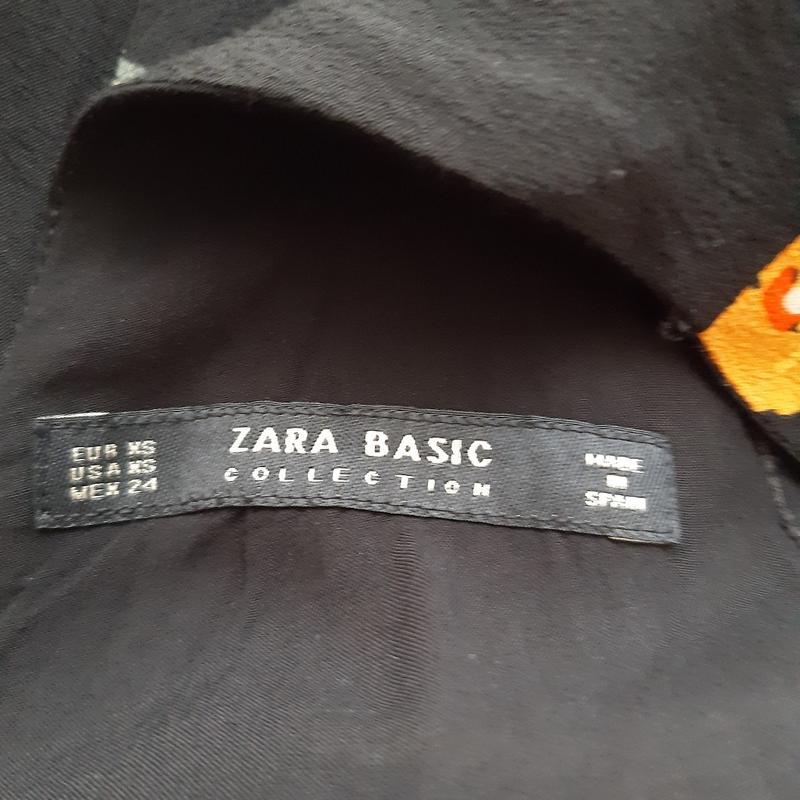 EUR XS
USA XS
MEX 24
ZARA BASIC
COLLECTION
MADE
IN
SPAIN